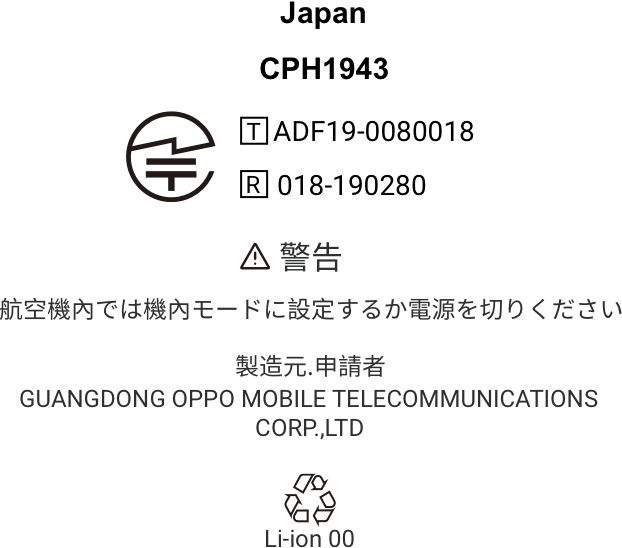 Japan
CPH1943
T ADF19-0080018
R 018-190280
警告
航空機內では機內モードに設定するか電源を切りください
製造元.申請者
GUANGDONG OPPO MOBILE TELECOMMUNICATIONS
CORP.,LTD
Li-ion 00